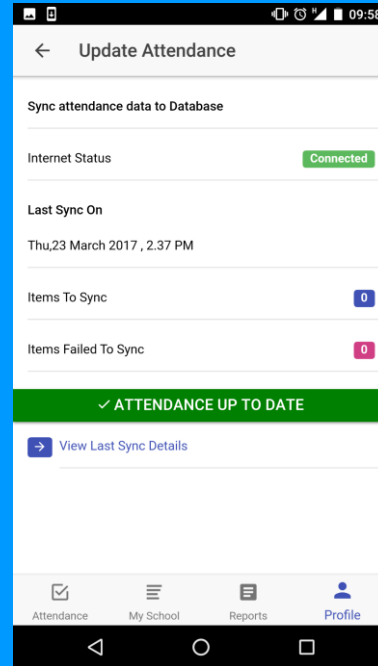 09:58
Update Attendance
Sync attendance data to Database
Internet Status
Connected
Last Sync On
Thu,23 March 2017 , 2.37 PM
Items To Sync
0
Items Failed To Sync
0
ATTENDANCE UP TO DATE
View Last Sync Details
Attendance My School Reports Profile